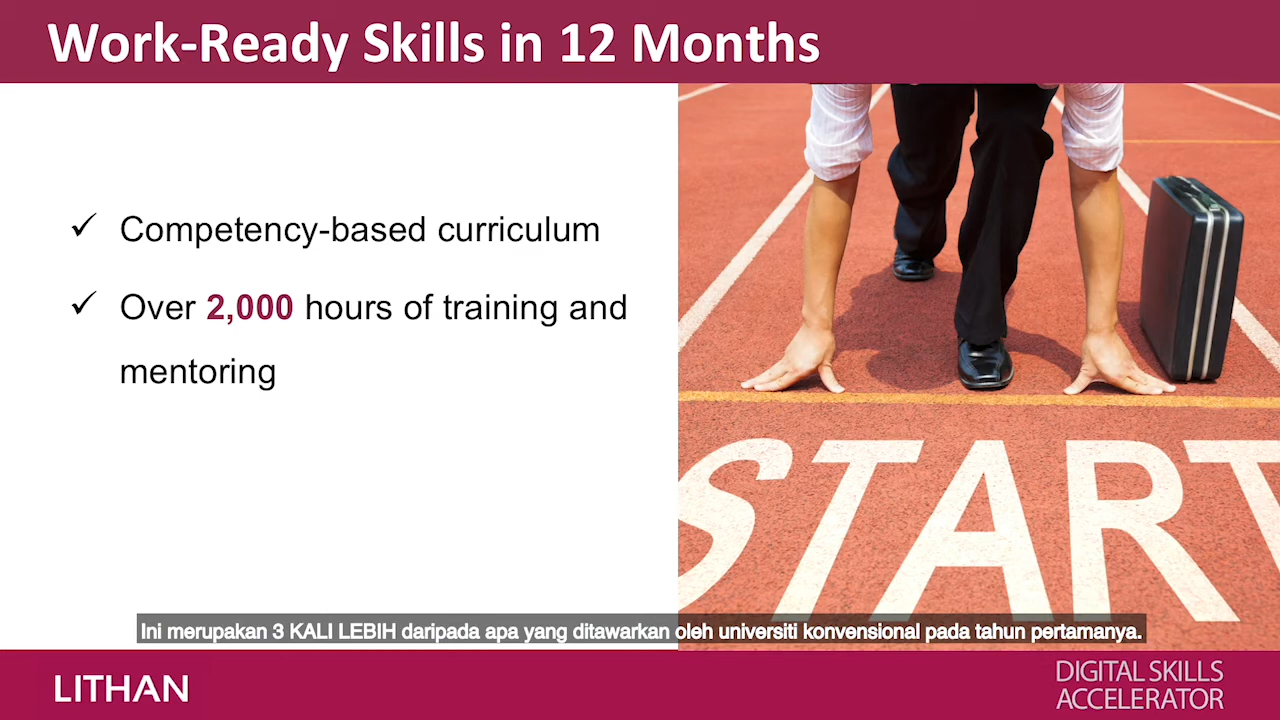 Work-Ready Skills in 12 Months
✓ Competency-based curriculum
✓ Over 2,000 hours of training and
mentoring
START
Ini merupakan 3 KALI LEBIH daripada apa yang ditawarkan oleh universiti konvensional pada tahun pertamanya.
LITHAN
DIGITAL SKILLS
ACCELERATOR